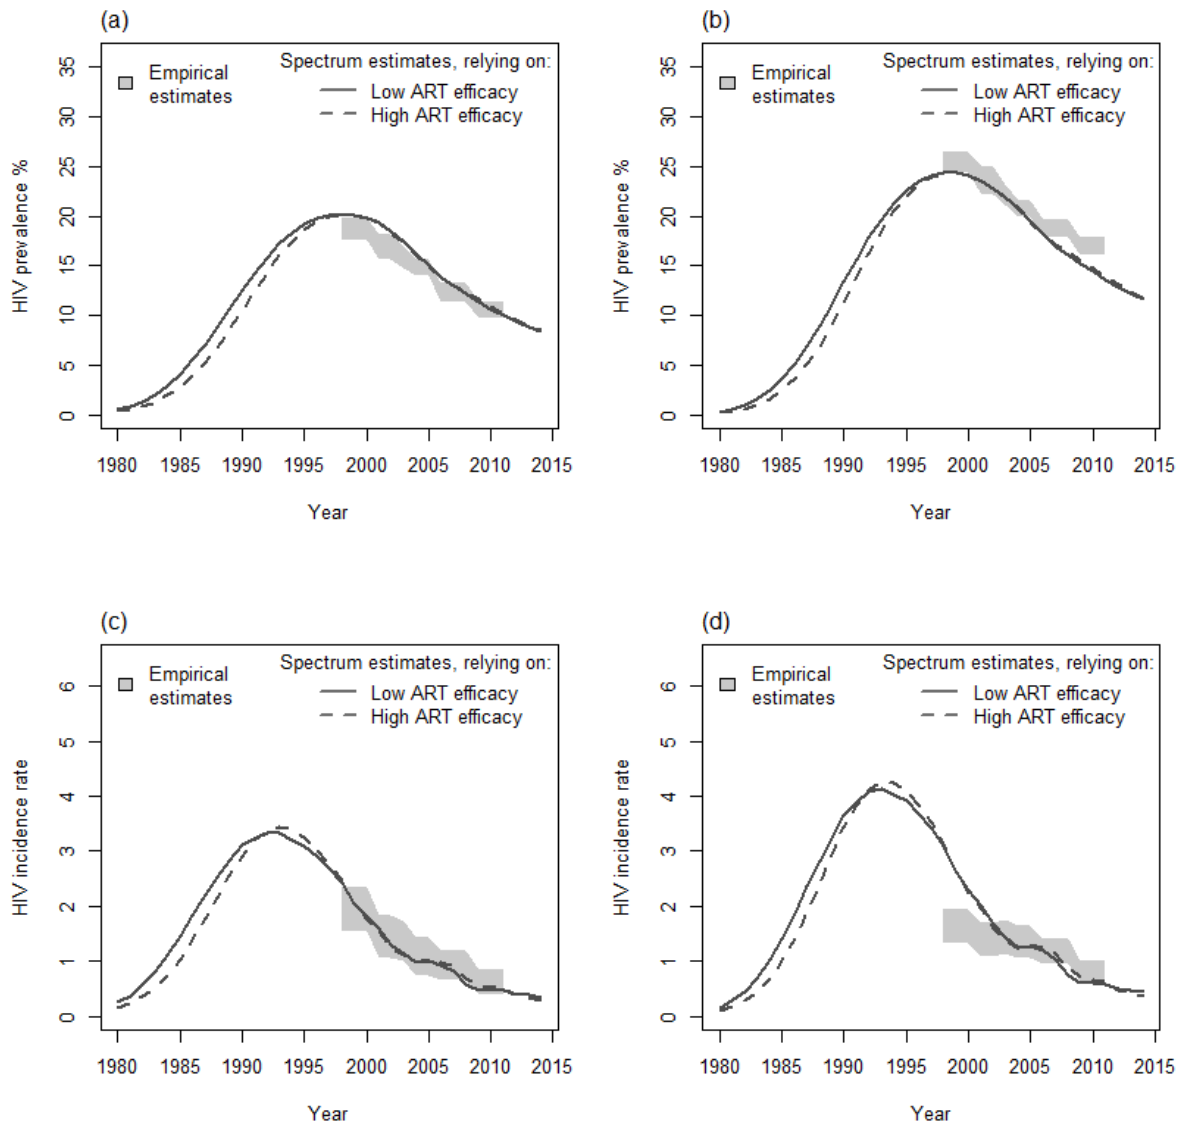 (a)
Empirical
estimates
Spectrum estimates, relying on:
Low ART efficacy
High ART efficacy
HIV prevalence %
35
30
25
20
15
10
5
0
1980 1985 1990 1995 2000 2005 2010 2015
Year
(b)
Empirical
estimates
Spectrum estimates, relying on:
Low ART efficacy
High ART efficacy
HIV prevalence %
35
30
25
20
15
10
5
0
1980 1985 1990 1995 2000 2005 2010 2015
Year
(c)
Empirical
estimates
Spectrum estimates, relying on:
Low ART efficacy
High ART efficacy
HIV incidence rate
6
5
4
3
2
1
0
1980 1985 1990 1995 2000 2005 2010 2015
Year
(d)
Empirical
estimates
Spectrum estimates, relying on:
Low ART efficacy
High ART efficacy
HIV incidence rate
6
5
4
3
2
1
0
1980 1985 1990 1995 2000 2005 2010 2015
Year